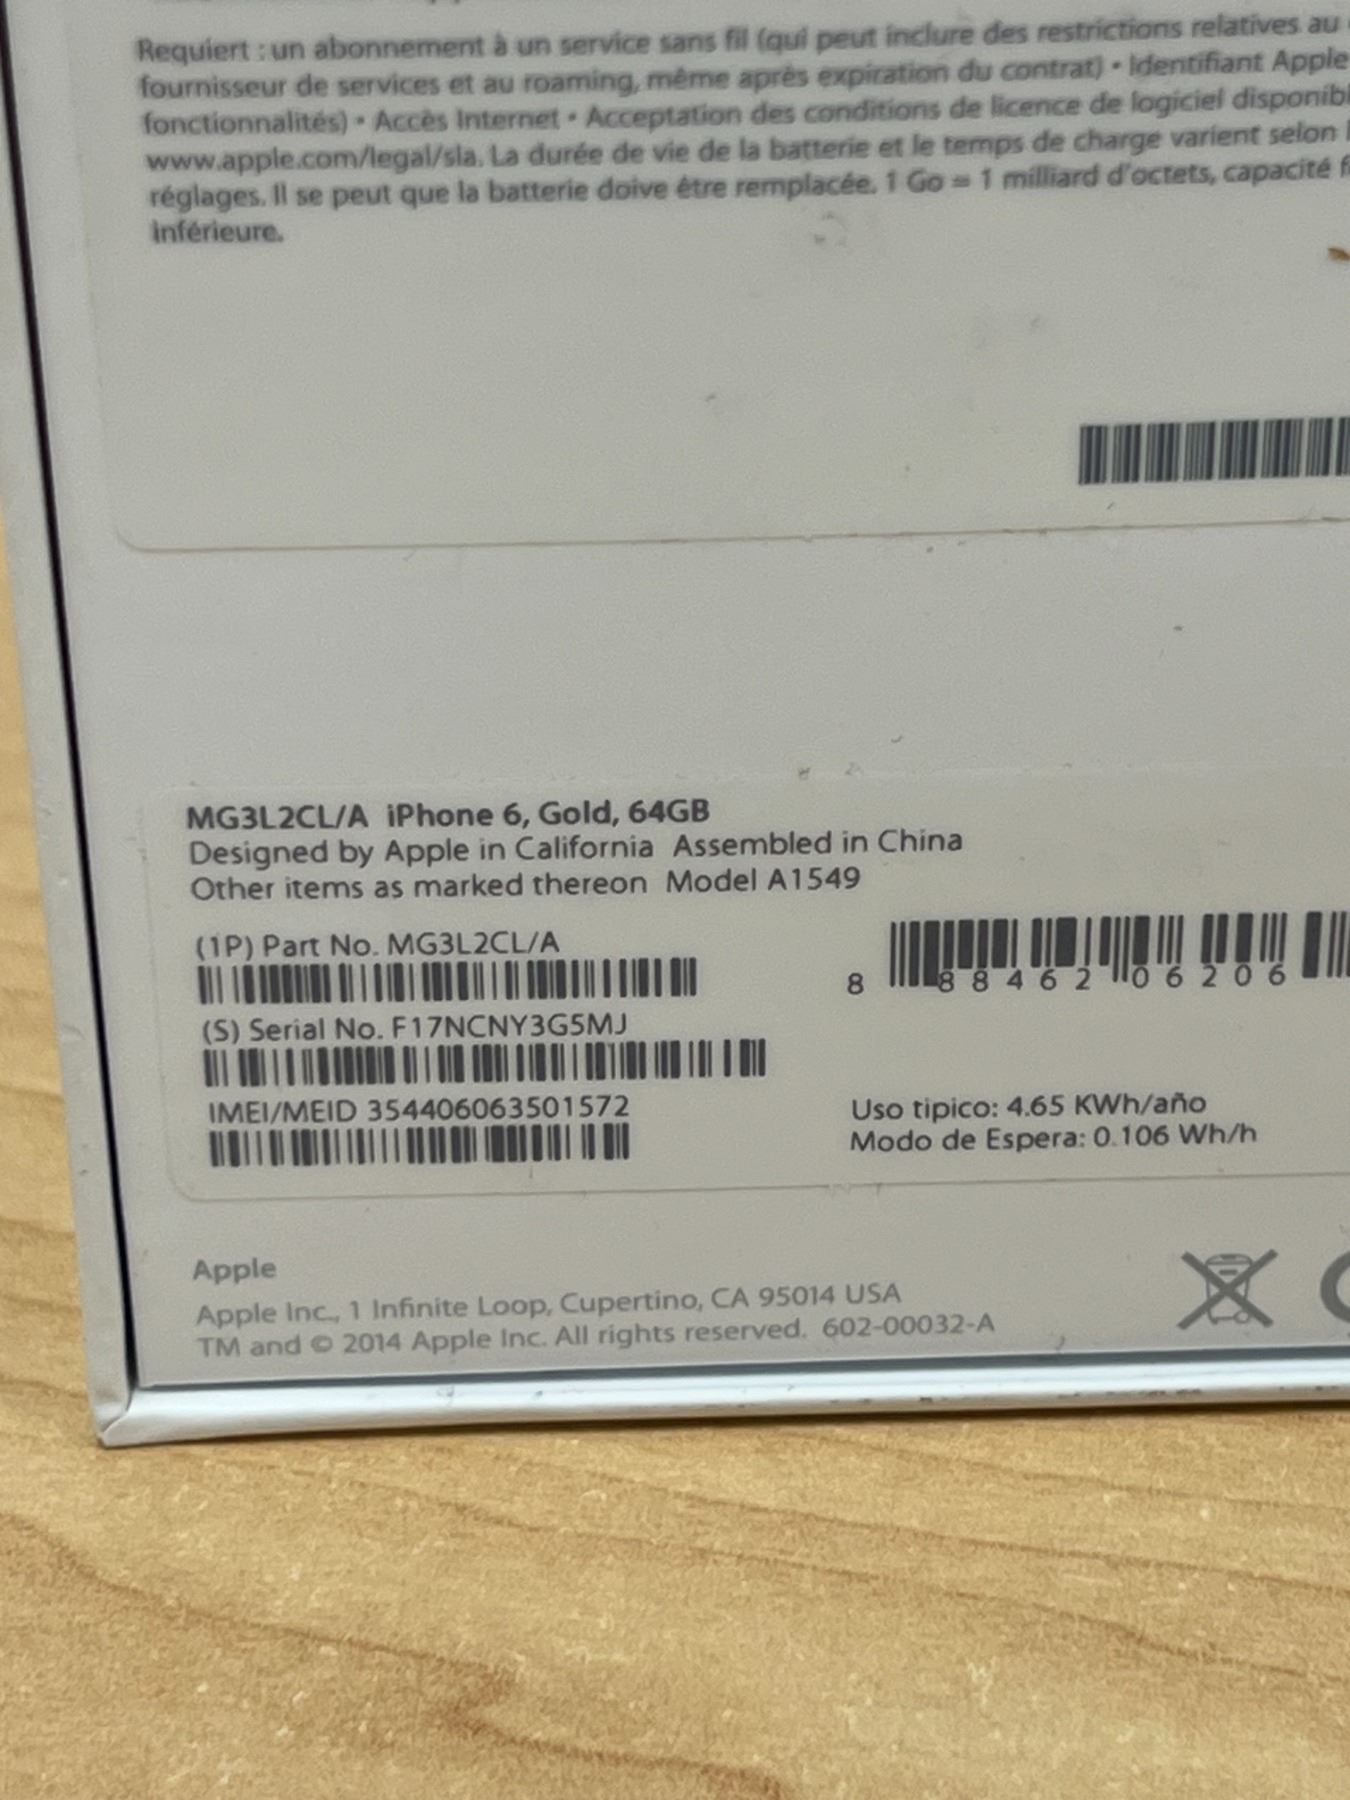 Requiert : un abonnement à un service sans fil (qui peut inclure des restrictions relatives au
fournisseur de services et au roaming, même après expiration du contrat) • Identifiant Apple
fonctionnalités) • Accès Internet • Acceptation des conditions de licence de logiciel disponibl
www.apple.com/legal/sla. La durée de vie de la batterie et le temps de charge varient selon
réglages. Il se peut que la batterie doive être remplacée. 1 Go = 1 milliard d'octets, capacité f
inférieure.
MG3L2CL/A iPhone 6, Gold, 64GB
Designed by Apple in California Assembled in China
Other items as marked thereon Model A1549
(1P) Part No. MG3L2CL/A
8 88462 06206
(S) Serial No. F17NCNY3G5MJ
IMEI/MEID 354406063501572
Uso tipico: 4.65 KWh/año
Modo de Espera: 0.106 Wh/h
Apple
Apple Inc., 1 Infinite Loop, Cupertino, CA 95014 USA
TM and © 2014 Apple Inc. All rights reserved. 602-00032-A